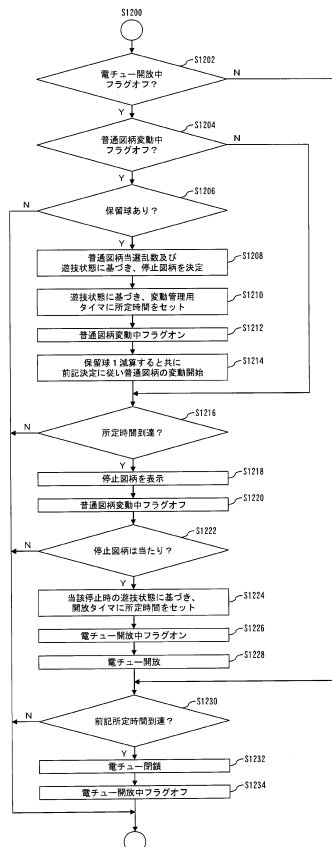 S1200
S1202
電チュー開放中
フラグオフ？
N
Y
S1204
普通図柄変動中
フラグオフ？
N
Y
S1206
保留球あり？
N
Y
普通図柄当選乱数及び
遊技状態に基づき、停止図柄を決定
S1208
遊技状態に基づき、変動管理用
タイマに所定時間をセット
S1210
普通図柄変動中フラグオン
S1212
保留球１減算すると共に
前記決定に従い普通図柄の変動開始
S1214
S1216
所定時間到達？
N
Y
停止図柄を表示
S1218
普通図柄変動中フラグオフ
S1220
S1222
停止図柄は当たり？
N
Y
当該停止時の遊技状態に基づき、
開放タイマに所定時間をセット
S1224
電チュー開放中フラグオン
S1226
電チュー開放
S1228
S1230
前記所定時間到達？
N
Y
電チュー閉鎖
S1232
電チュー開放中フラグオフ
S1234